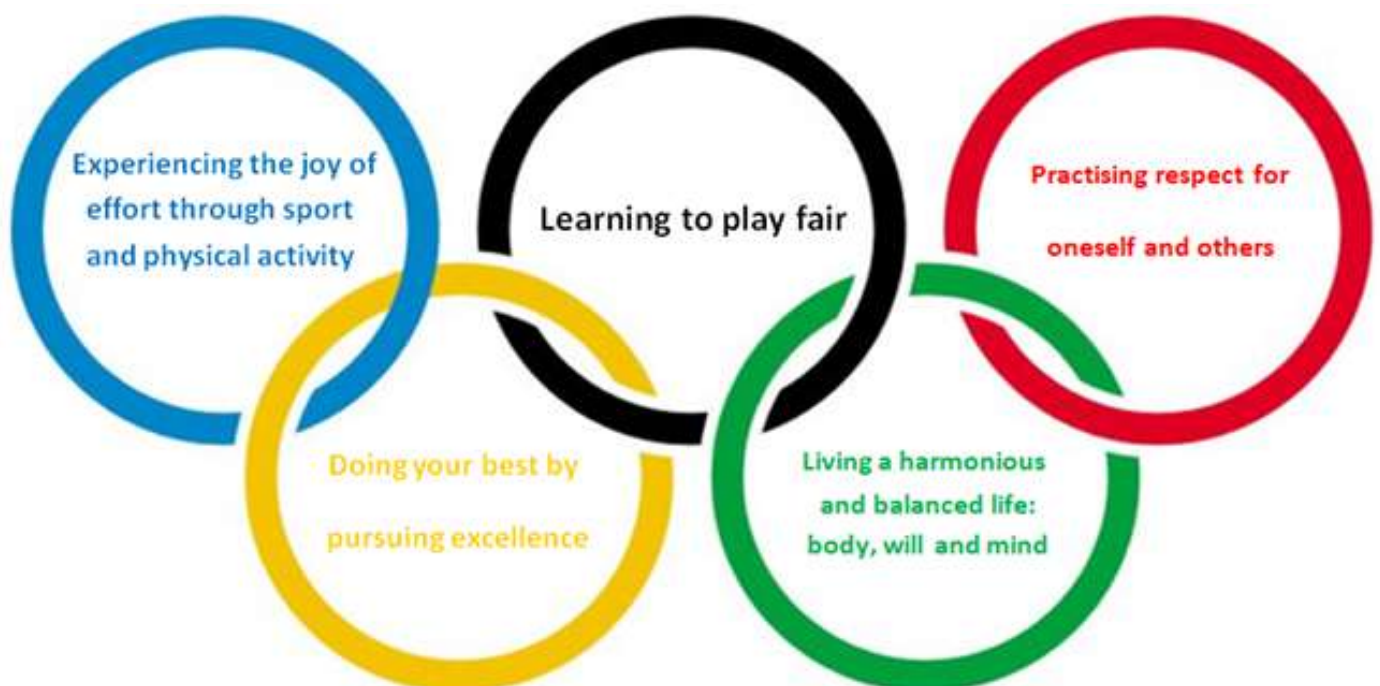 Experiencing the joy of
effort through sport
and physical activity
Learning to play fair
Practising respect for
oneself and others
Doing your best by
pursuing excellence
Living a harmonious
and balanced life:
body, will and mind